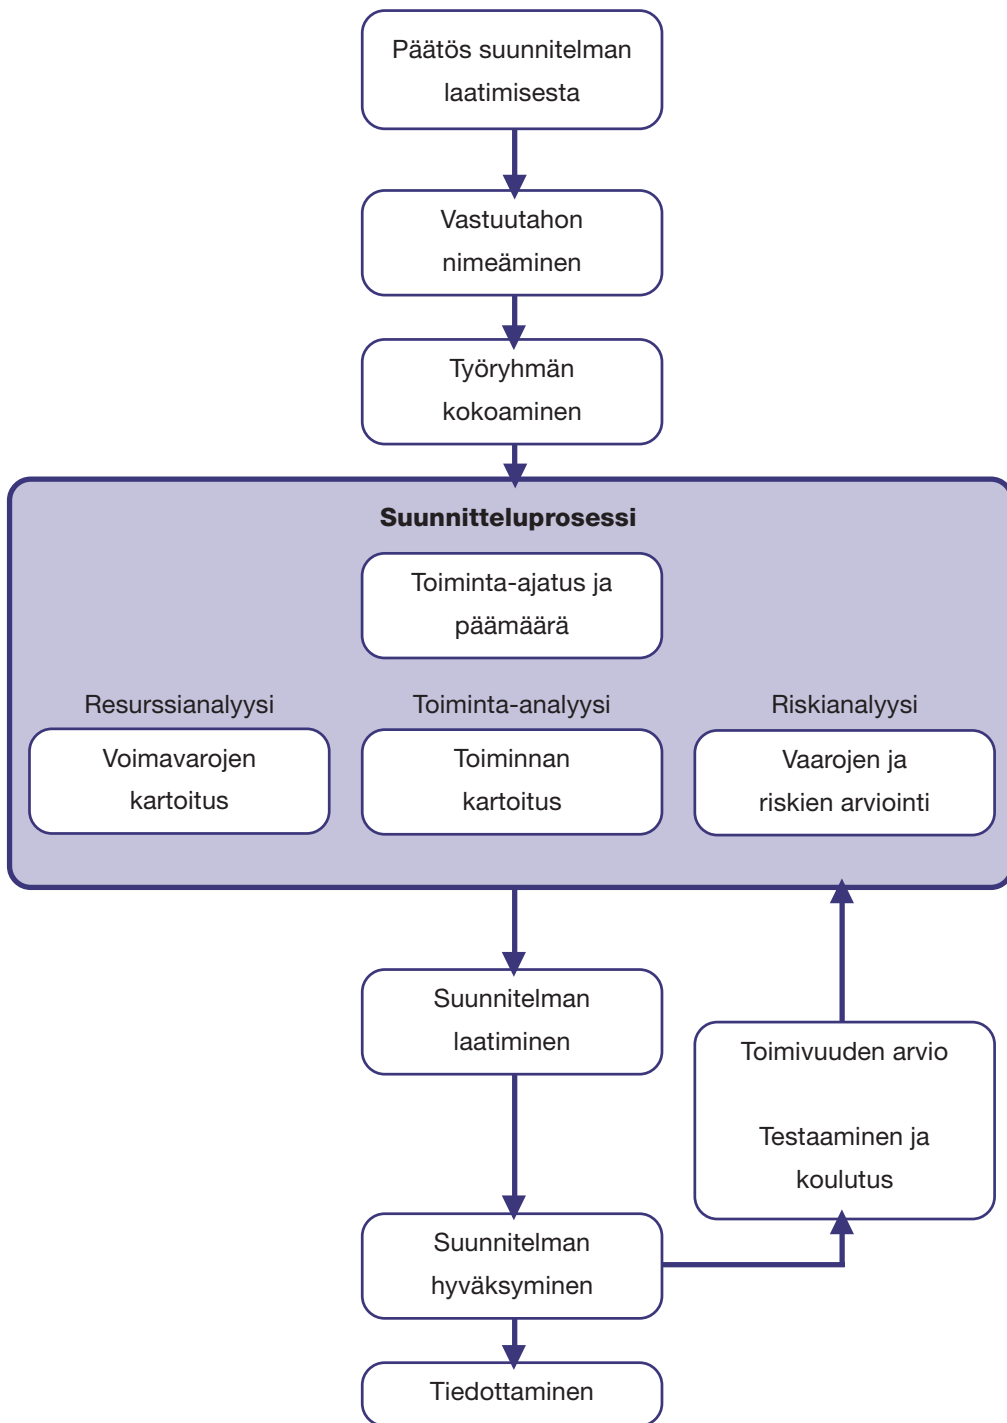 Päätös suunnitelman
laatimisesta
Vastuutahon
nimeäminen
Työryhmän
kokoaminen
Suunnitteluprosessi
Toiminta-ajatus ja
päämäärä
Resurssianalyysi
Voimavarojen
kartoitus
Toiminta-analyysi
Toiminnan
kartoitus
Riskianalyysi
Vaarojen ja
riskien arviointi
Suunnitelman
laatiminen
Toimivuuden arvio
Testaaminen ja
koulutus
Suunnitelman
hyväksyminen
Tiedottaminen